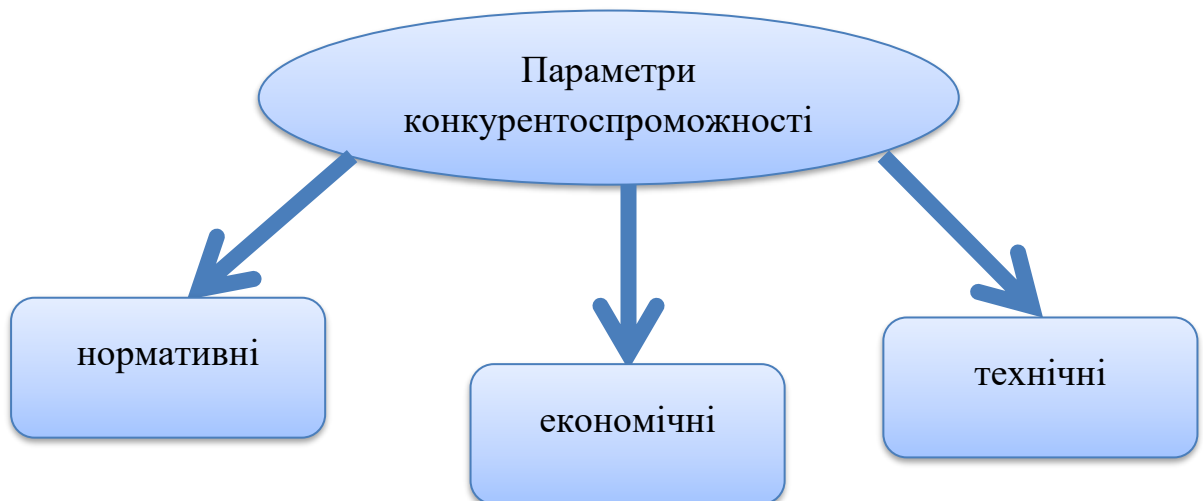 Параметри
конкурентоспроможності
нормативні
економічні
технічні